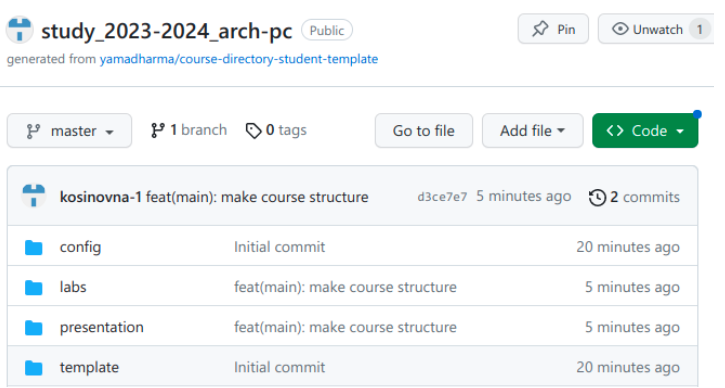 study_2023-2024_arch-pc Public Pin Unwatch 1
generated from yamadharma/course-directory-student-template
master 1 branch 0 tags Go to file Add file Code
kosinovna-1 feat(main): make course structure d3ce7e7 5 minutes ago 2 commits
config Initial commit 20 minutes ago
labs feat(main): make course structure 5 minutes ago
presentation feat(main): make course structure 5 minutes ago
template Initial commit 20 minutes ago